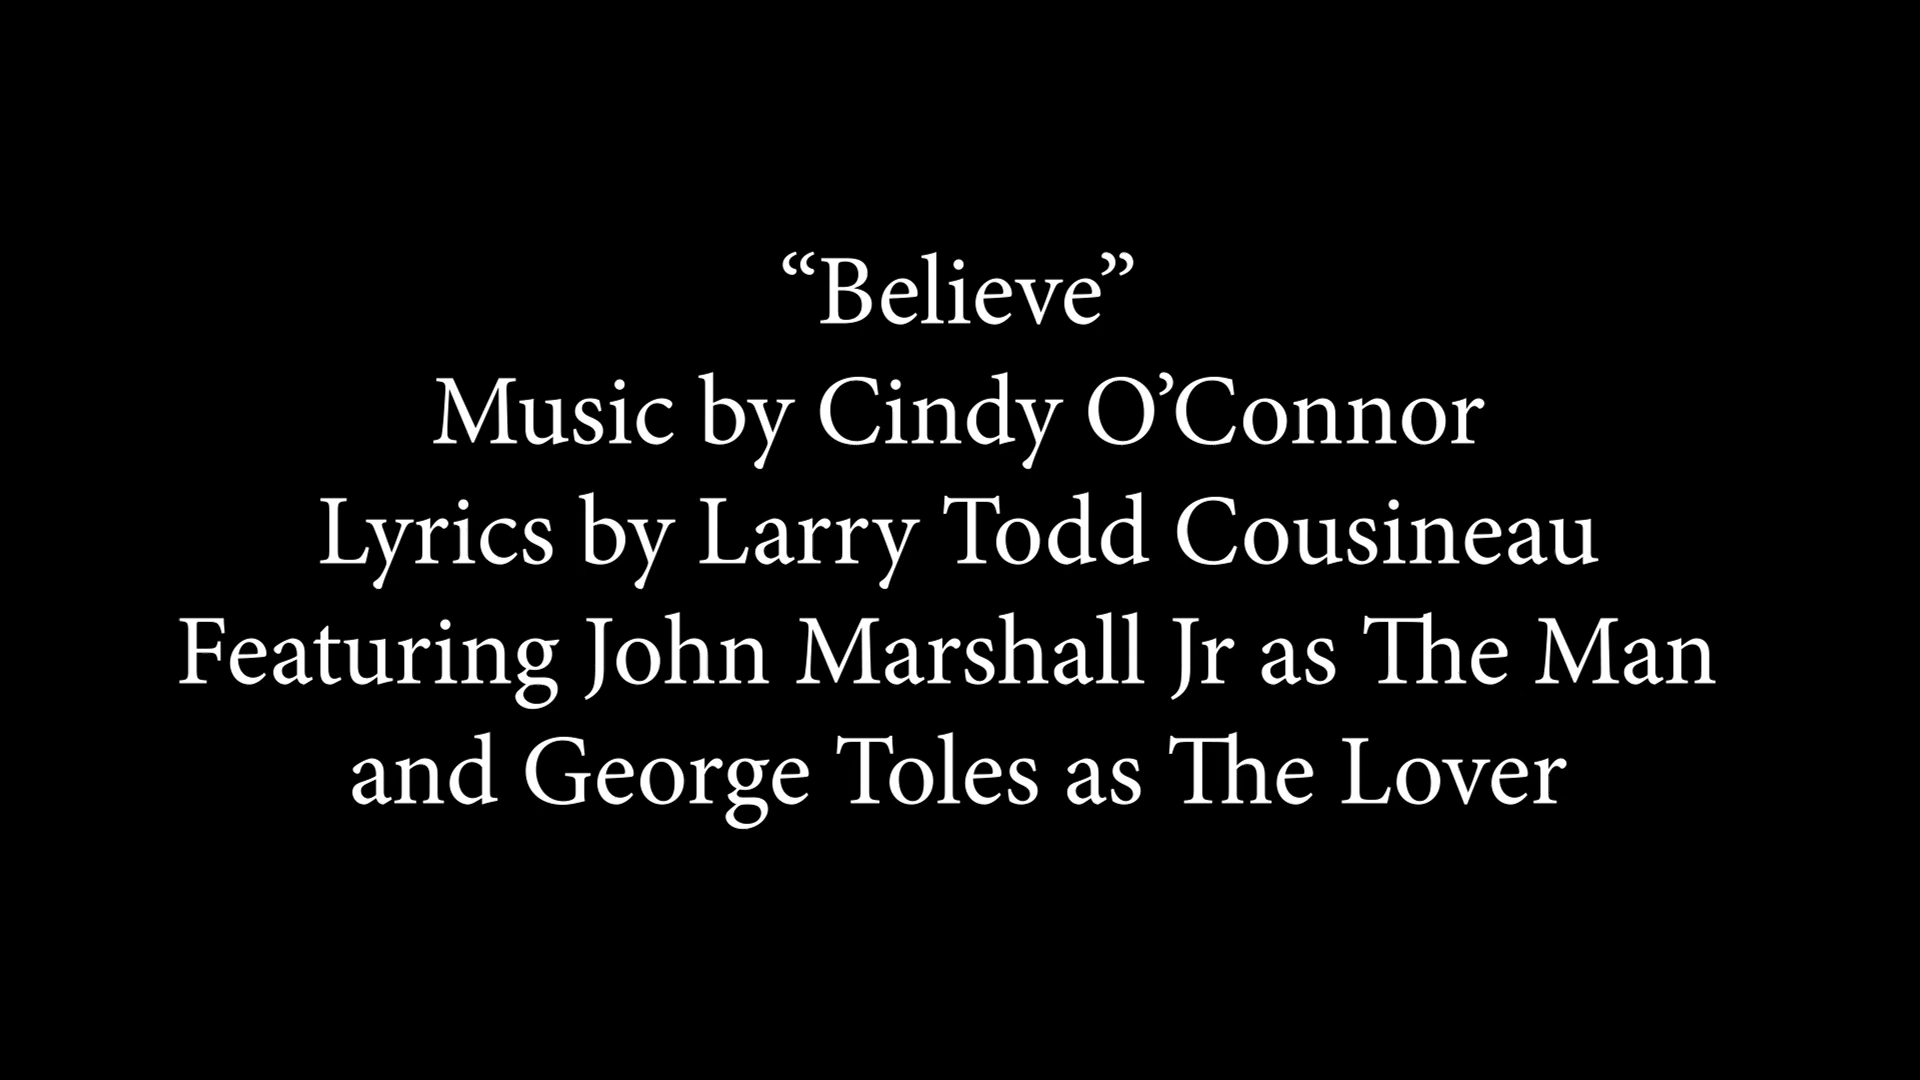 “Believe”
Music by Cindy O’Connor
Lyrics by Larry Todd Cousineau
Featuring John Marshall Jr as The Man
and George Toles as The Lover